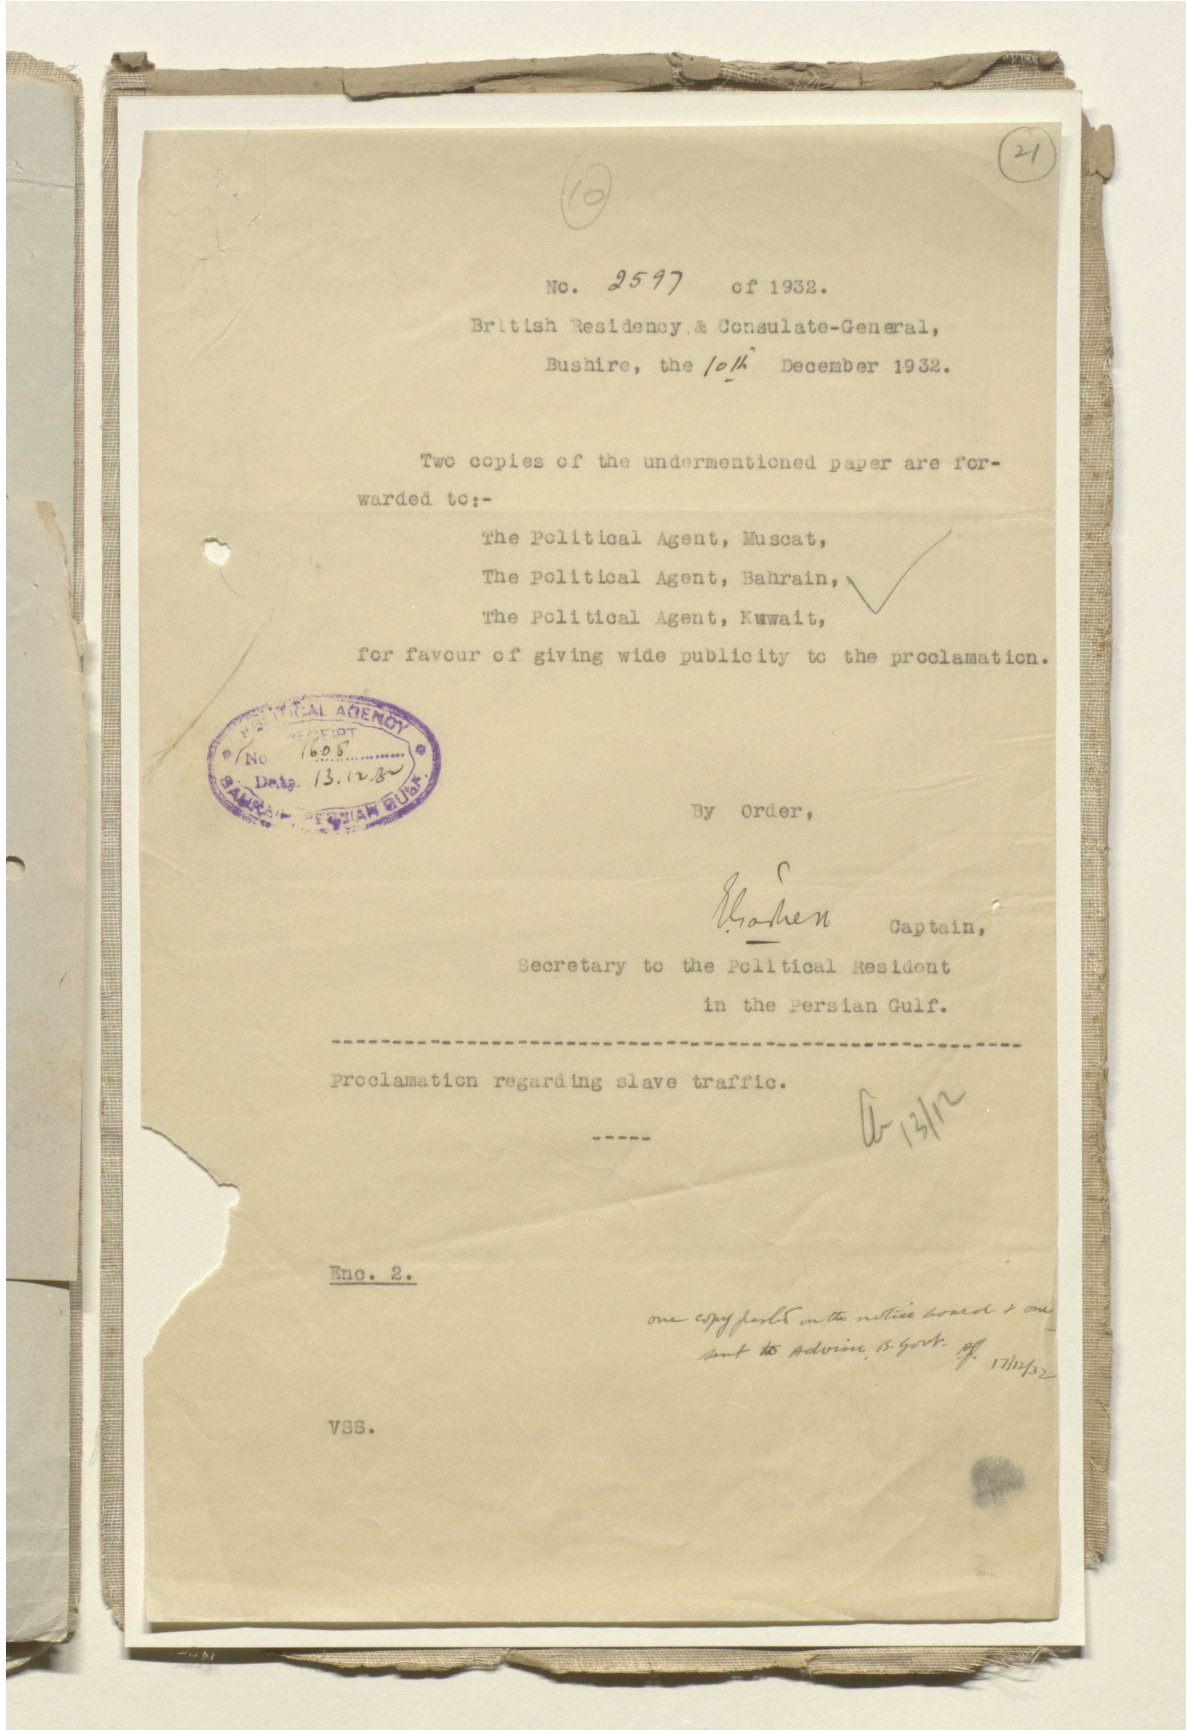 21
10
No. 2597 of 1932.
British Residency & Consulate-General,
Bushire, the 10th December 1932.
Two copies of the undermentioned paper are for-
warded to:-
The Political Agent, Muscat,
The Political Agent, Bahrain,
The Political Agent, Kuwait,
for favour of giving wide publicity to the proclamation.
POLITICAL AGENCY
RECEIPT
No 1608
Date. 13.12.32
BAHRAIN, PERSIAN GULF.
By Order,
Captain,
Secretary to the Political Resident
in the Persian Gulf.
Proclamation regarding slave traffic.
13/12
Enc. 2.
one copy pasted on the notice board & one
sent to Adviser, B. Govt.
17/12/32
VSS.